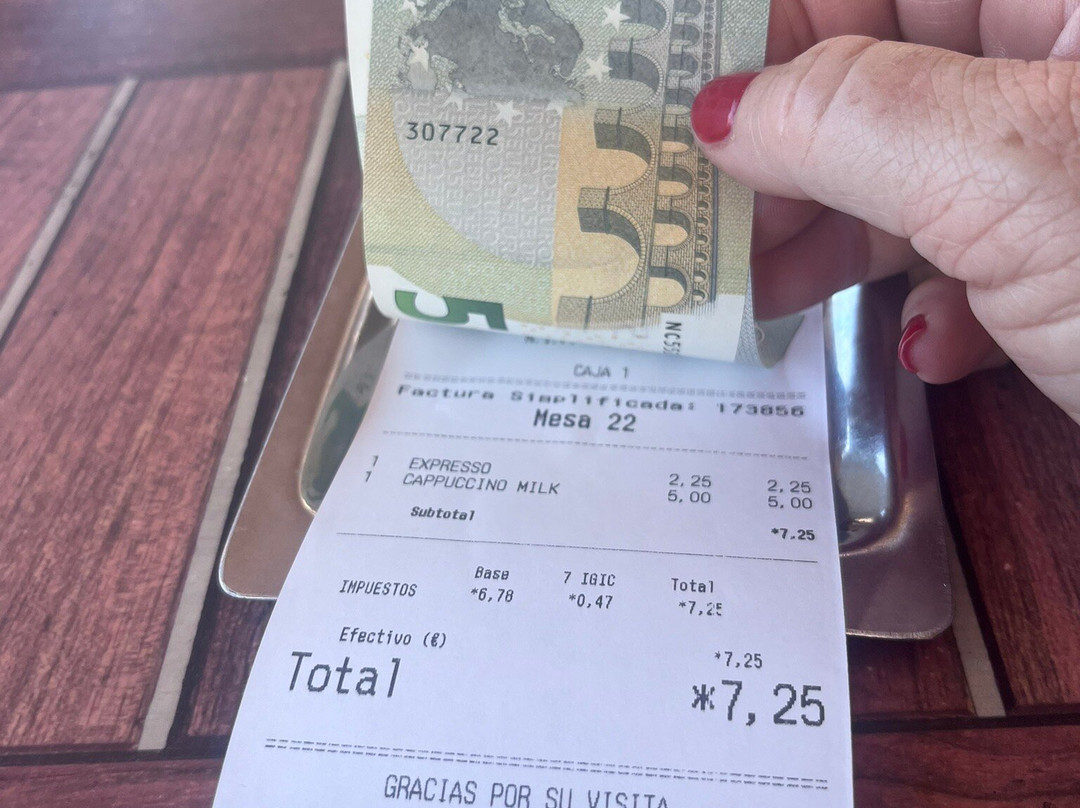 307722
5
NC55
CAJA 1
Factura Simplificada: 173856
Mesa 22
1 EXPRESSO 2,25 2,25
1 CAPPUCCINO MILK 5,00 5,00
Subtotal *7.25
Base 7 IGIC Total
IMPUESTOS *6,78 *0,47 *7,25
Efectivo (€) *7,25
Total *7,25
GRACIAS POR SU VISITA